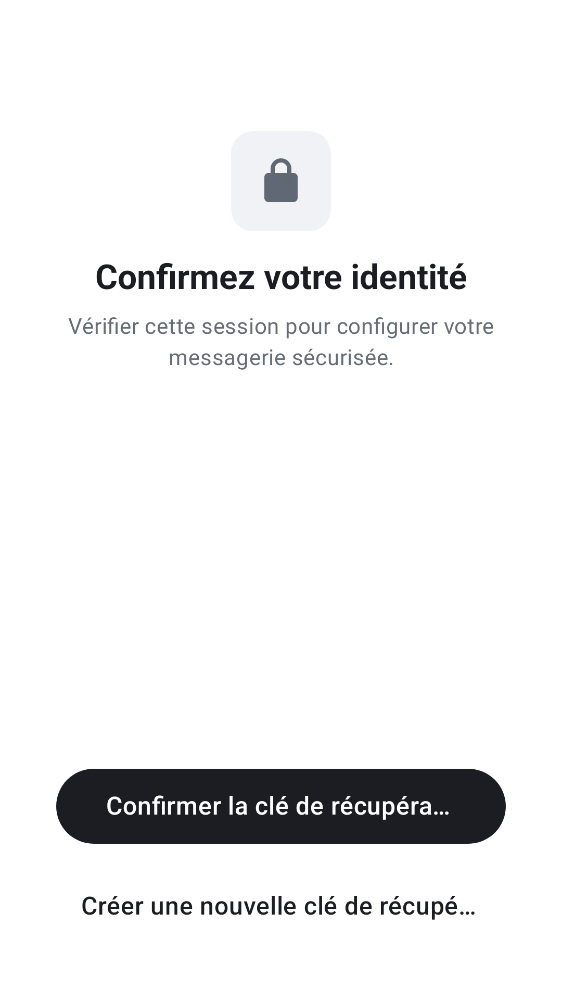 Confirmez votre identité
Vérifier cette session pour configurer votre
messagerie sécurisée.
Confirmer la clé de récupéra…
Créer une nouvelle clé de récupé…